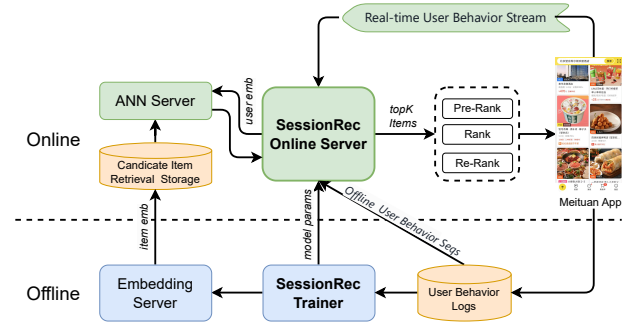 Real-time User Behavior Stream
ANN Server
user emb
SessionRec
Online Server
topK
Items
Pre-Rank
Rank
Re-Rank
Online
Candicate Item
Retrieval Storage
Meituan App
item emb
model params
Offline User Behavior Seqs
Offline
Embedding
Server
SessionRec
Trainer
User Behavior
Logs